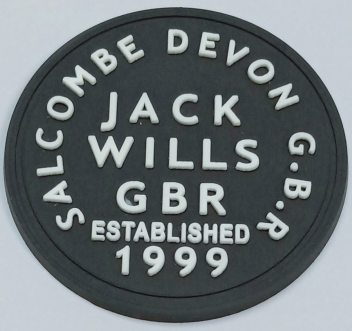 SALCOMBE DEVON G.B.R
JACK
WILLS
GBR
ESTABLISHED
1999